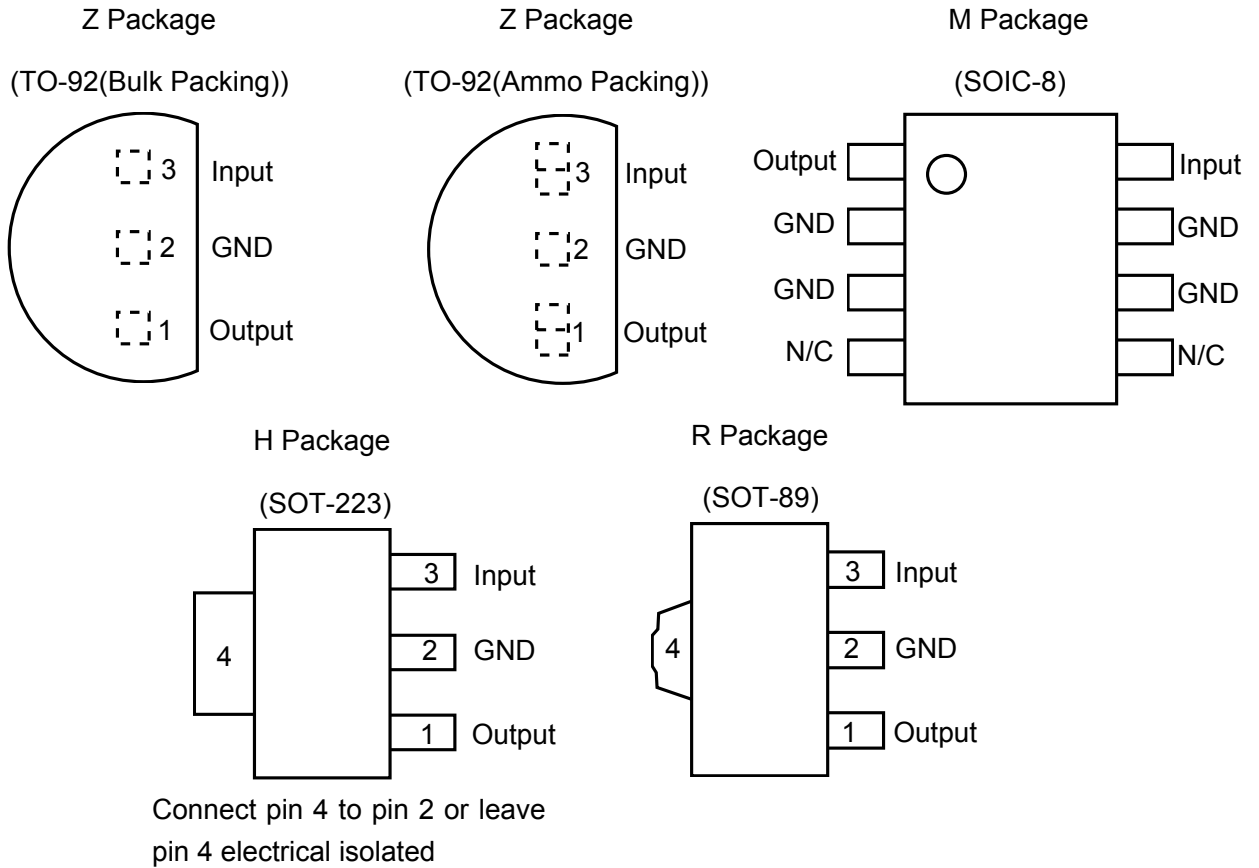 Z Package
(TO-92(Bulk Packing))
3 Input
2 GND
1 Output
Z Package
(TO-92(Ammo Packing))
3 Input
2 GND
1 Output
M Package
(SOIC-8)
Output
Input
GND
GND
GND
GND
N/C
N/C
H Package
(SOT-223)
3 Input
4
2 GND
1 Output
Connect pin 4 to pin 2 or leave
pin 4 electrical isolated
R Package
(SOT-89)
3 Input
4
2 GND
1 Output